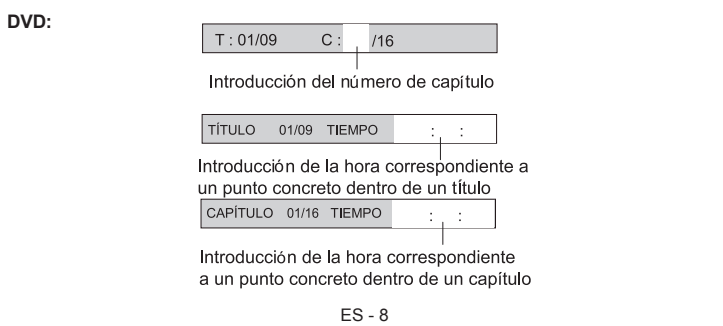 DVD:
T : 01/09 C : /16
Introducción del número de capítulo
TÍTULO 01/09 TIEMPO : :
Introducción de la hora correspondiente a
un punto concreto dentro de un título
CAPÍTULO 01/16 TIEMPO : :
Introducción de la hora correspondiente
a un punto concreto dentro de un capítulo
ES - 8